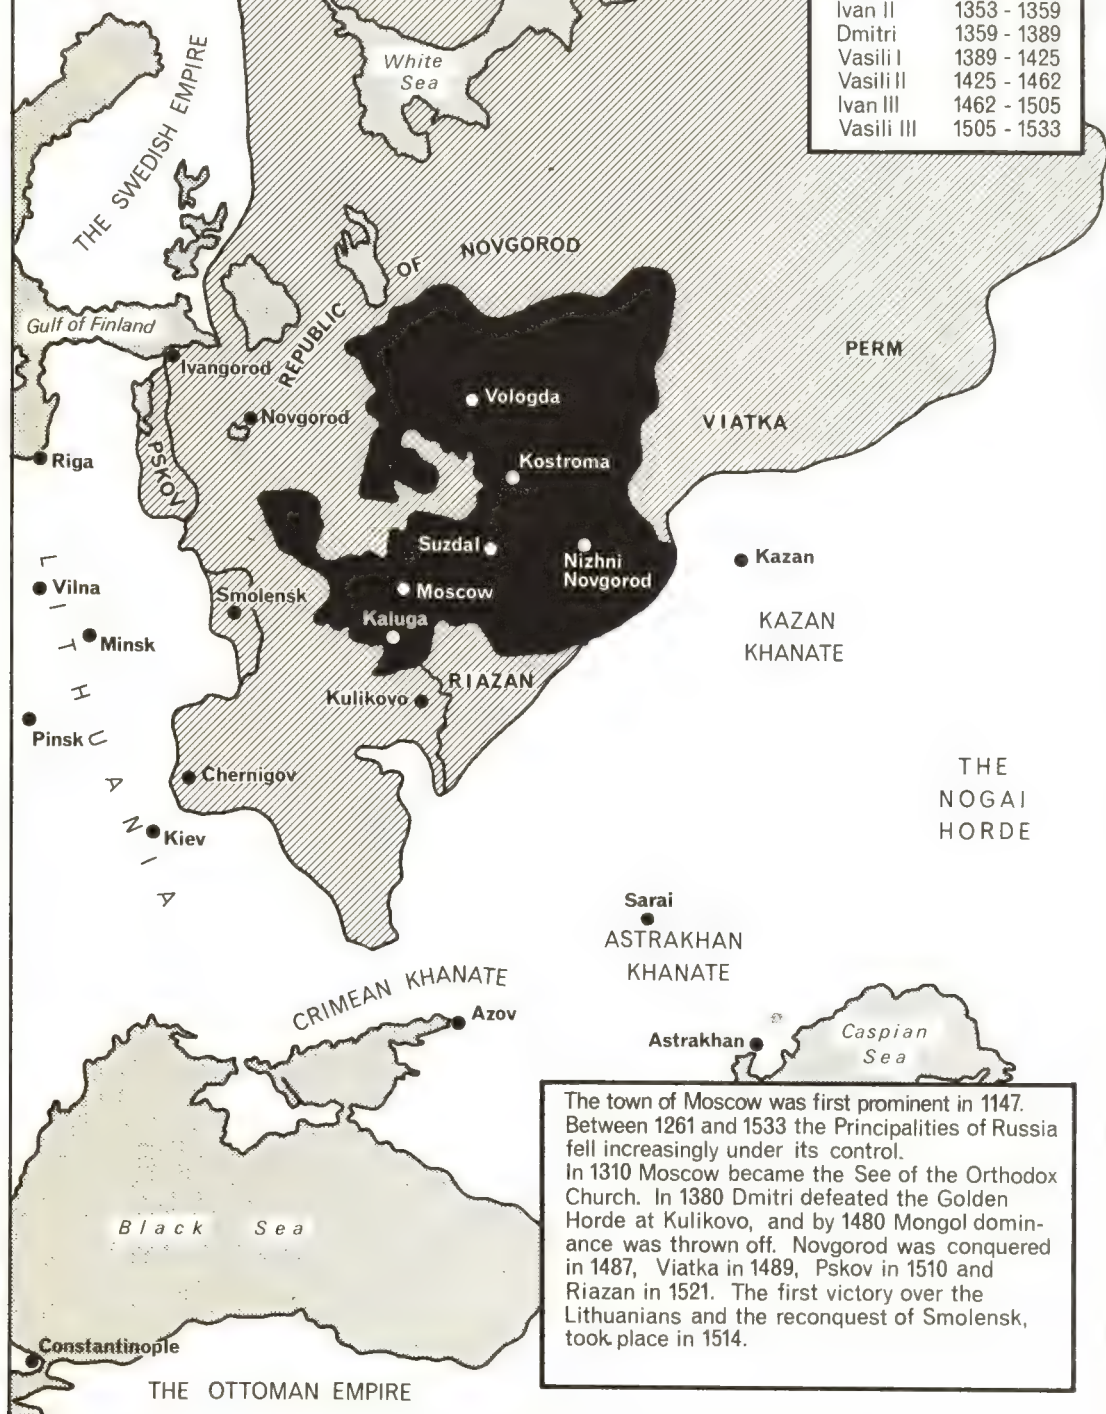 Ivan II 1353 - 1359
Dmitri 1359 - 1389
Vasili I 1389 - 1425
Vasili II 1425 - 1462
Ivan III 1462 - 1505
Vasili III 1505 - 1533
White
Sea
THE SWEDISH EMPIRE
REPUBLIC OF NOVGOROD
Gulf of Finland
Ivangorod
PERM
Vologda
Novgorod
VIATKA
Riga
PSKOV
Kostroma
Suzdal
Nizhni
Novgorod
Kazan
LITHUANIA
Vilna
Smolensk
Moscow
Kaluga
KAZAN
KHANATE
Minsk
RIAZAN
Kulikovo
Pinsk
Chernigov
THE
NOGAI
HORDE
Kiev
Sarai
ASTRAKHAN
KHANATE
CRIMEAN KHANATE
Azov
Astrakhan
Caspian
Sea
The town of Moscow was first prominent in 1147.
Between 1261 and 1533 the Principalities of Russia
fell increasingly under its control.
In 1310 Moscow became the See of the Orthodox
Church. In 1380 Dmitri defeated the Golden
Horde at Kulikovo, and by 1480 Mongol domin-
ance was thrown off. Novgorod was conquered
in 1487, Viatka in 1489, Pskov in 1510 and
Riazan in 1521. The first victory over the
Lithuanians and the reconquest of Smolensk,
took place in 1514.
Black Sea
Constantinople
THE OTTOMAN EMPIRE